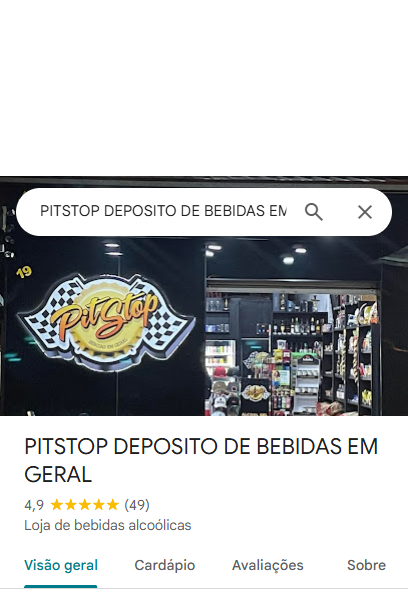 PITSTOP DEPOSITO DE BEBIDAS EM
19
PitStop
PITSTOP DEPOSITO DE BEBIDAS EM
GERAL
4,9 ★★★★★ (49)
Loja de bebidas alcoólicas
Visão geral Cardápio Avaliações Sobre